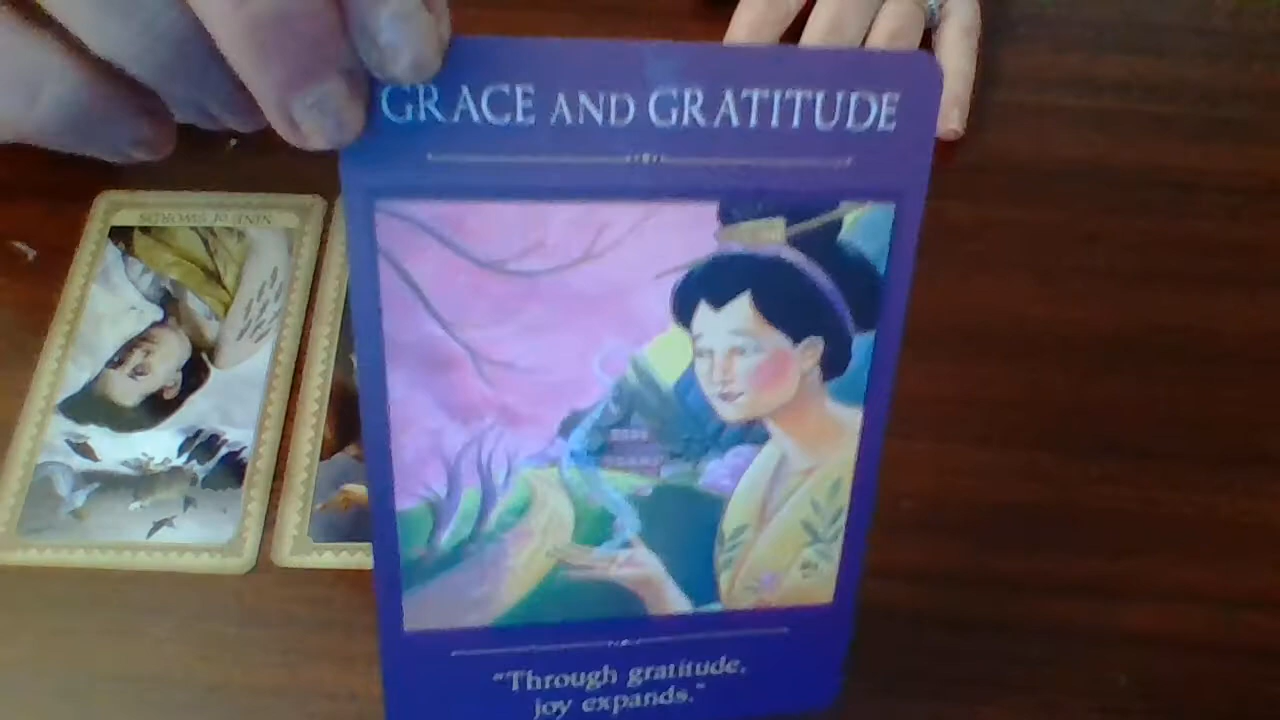 GRACE AND GRATITUDE
NINE OF SWORDS
"Through gratitude,
joy expands."